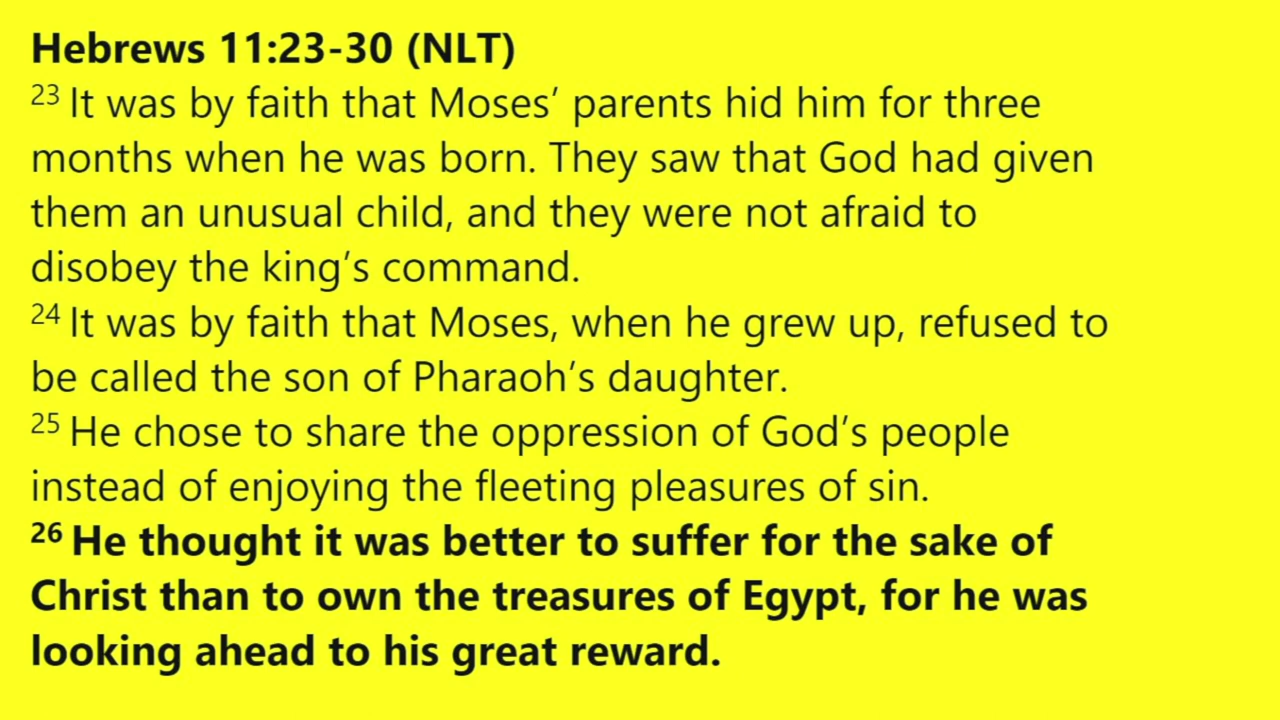 Hebrews 11:23-30 (NLT)
23 It was by faith that Moses’ parents hid him for three
months when he was born. They saw that God had given
them an unusual child, and they were not afraid to
disobey the king’s command.
24 It was by faith that Moses, when he grew up, refused to
be called the son of Pharaoh’s daughter.
25 He chose to share the oppression of God’s people
instead of enjoying the fleeting pleasures of sin.
26 He thought it was better to suffer for the sake of
Christ than to own the treasures of Egypt, for he was
looking ahead to his great reward.